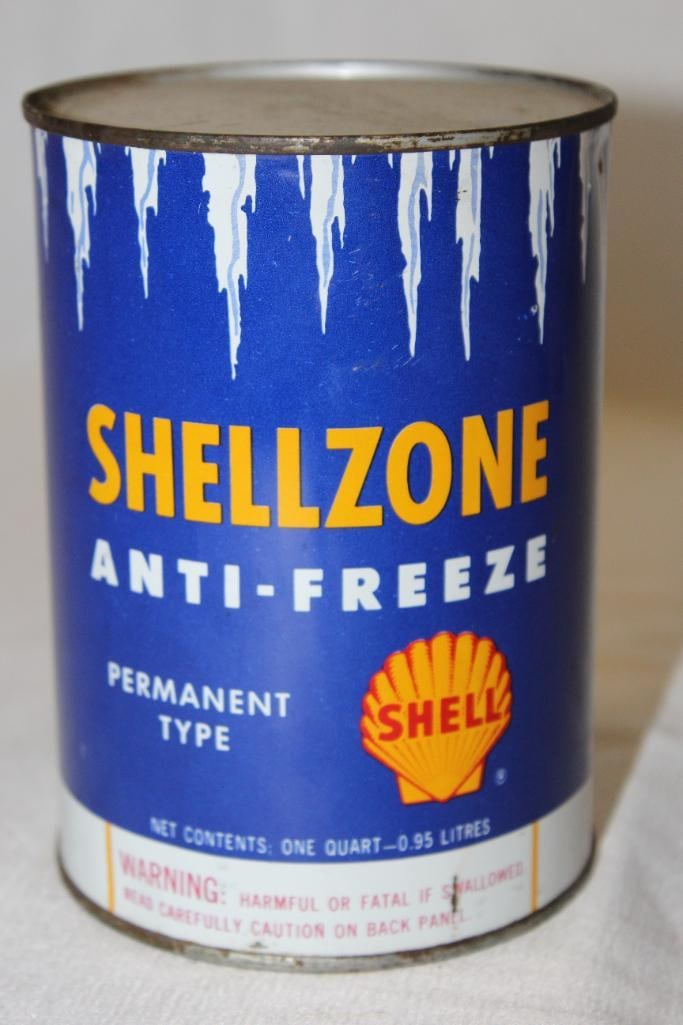 SHELLZONE
ANTI-FREEZE
PERMANENT
TYPE
SHELL
®
NET CONTENTS: ONE QUART—0.95 LITRES
WARNING: HARMFUL OR FATAL IF SWALLOWED
READ CAREFULLY CAUTION ON BACK PANEL.